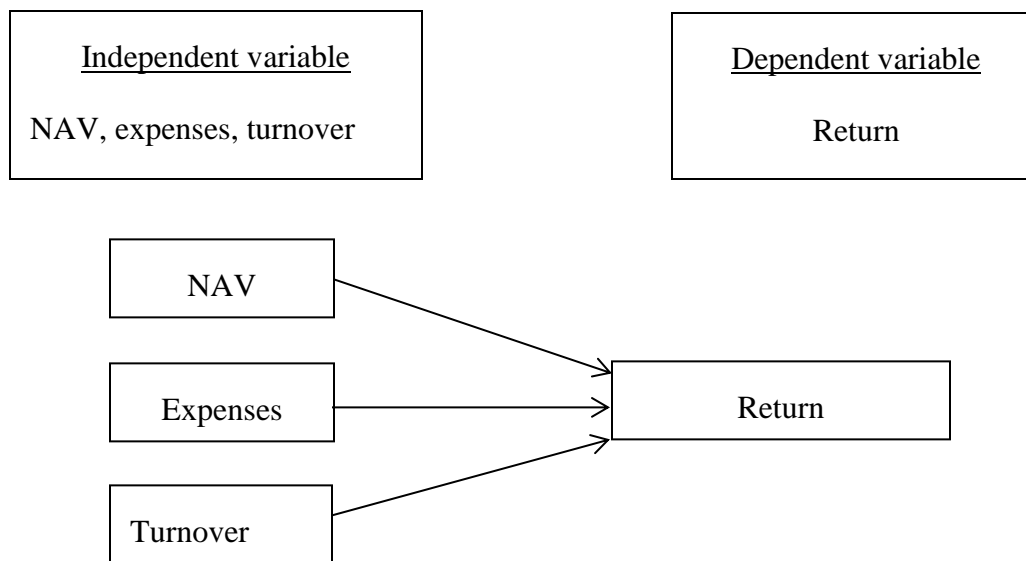 Independent variable
NAV, expenses, turnover
Dependent variable
Return
NAV
Expenses
Return
Turnover